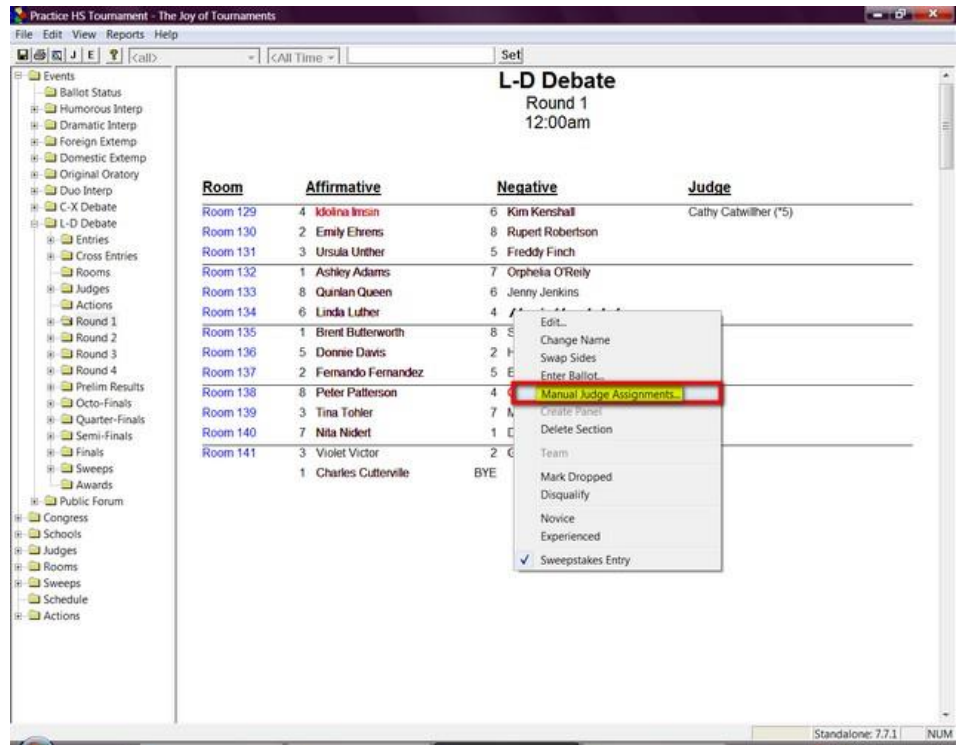 Practice HS Tournament - The Joy of Tournaments
File Edit View Reports Help
J E ? <all> <All Time Set
Events
Ballot Status
Humorous Interp
Dramatic Interp
Foreign Extemp
Domestic Extemp
Original Oratory
Duo Interp
C-X Debate
L-D Debate
Entries
Cross Entries
Rooms
Judges
Actions
Round 1
Round 2
Round 3
Round 4
Prelim Results
Octo-Finals
Quarter-Finals
Semi-Finals
Finals
Sweeps
Awards
Public Forum
Congress
Schools
Judges
Rooms
Sweeps
Schedule
Actions
L-D Debate
Round 1
12:00am
Room Affirmative Negative Judge
Room 129 4 Idolina Imsin 6 Kim Kenshall Cathy Catwillher (*5)
Room 130 2 Emily Ehrens 8 Rupert Robertson
Room 131 3 Ursula Unther 5 Freddy Finch
Room 132 1 Ashley Adams 7 Orphelia O'Reily
Room 133 8 Quinlan Queen 6 Jenny Jenkins
Room 134 6 Linda Luther 4
Room 135 1 Brent Butterworth 8 S
Room 136 5 Donnie Davis 2 H
Room 137 2 Fernando Fernandez 5 E
Room 138 8 Peter Patterson 4
Room 139 3 Tina Tohler 7 M
Room 140 7 Nita Nidert 1 D
Room 141 3 Violet Victor 2 G
1 Charles Cutterville BYE
Edit...
Change Name
Swap Sides
Enter Ballot...
Manual Judge Assignments...
Create Panel
Delete Section
Team
Mark Dropped
Disqualify
Novice
Experienced
Sweepstakes Entry
Standalone: 7.7.1 NUM